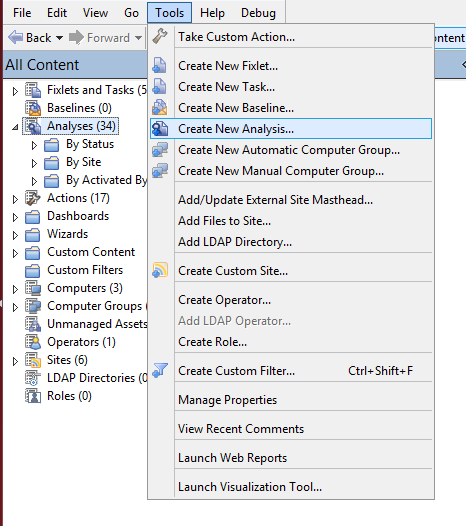 File Edit View Go Tools Help Debug
Back Forward
ontent
All Content
Fixlets and Tasks (5
Baselines (0)
Analyses (34)
By Status
By Site
By Activated By
Actions (17)
Dashboards
Wizards
Custom Content
Custom Filters
Computers (3)
Computer Groups (
Unmanaged Assets
Operators (1)
Sites (6)
LDAP Directories (0
Roles (0)
Take Custom Action...
Create New Fixlet...
Create New Task...
Create New Baseline...
Create New Analysis...
Create New Automatic Computer Group...
Create New Manual Computer Group...
Add/Update External Site Masthead...
Add Files to Site...
Add LDAP Directory...
Create Custom Site...
Create Operator...
Add LDAP Operator...
Create Role...
Create Custom Filter... Ctrl+Shift+F
Manage Properties
View Recent Comments
Launch Web Reports
Launch Visualization Tool...